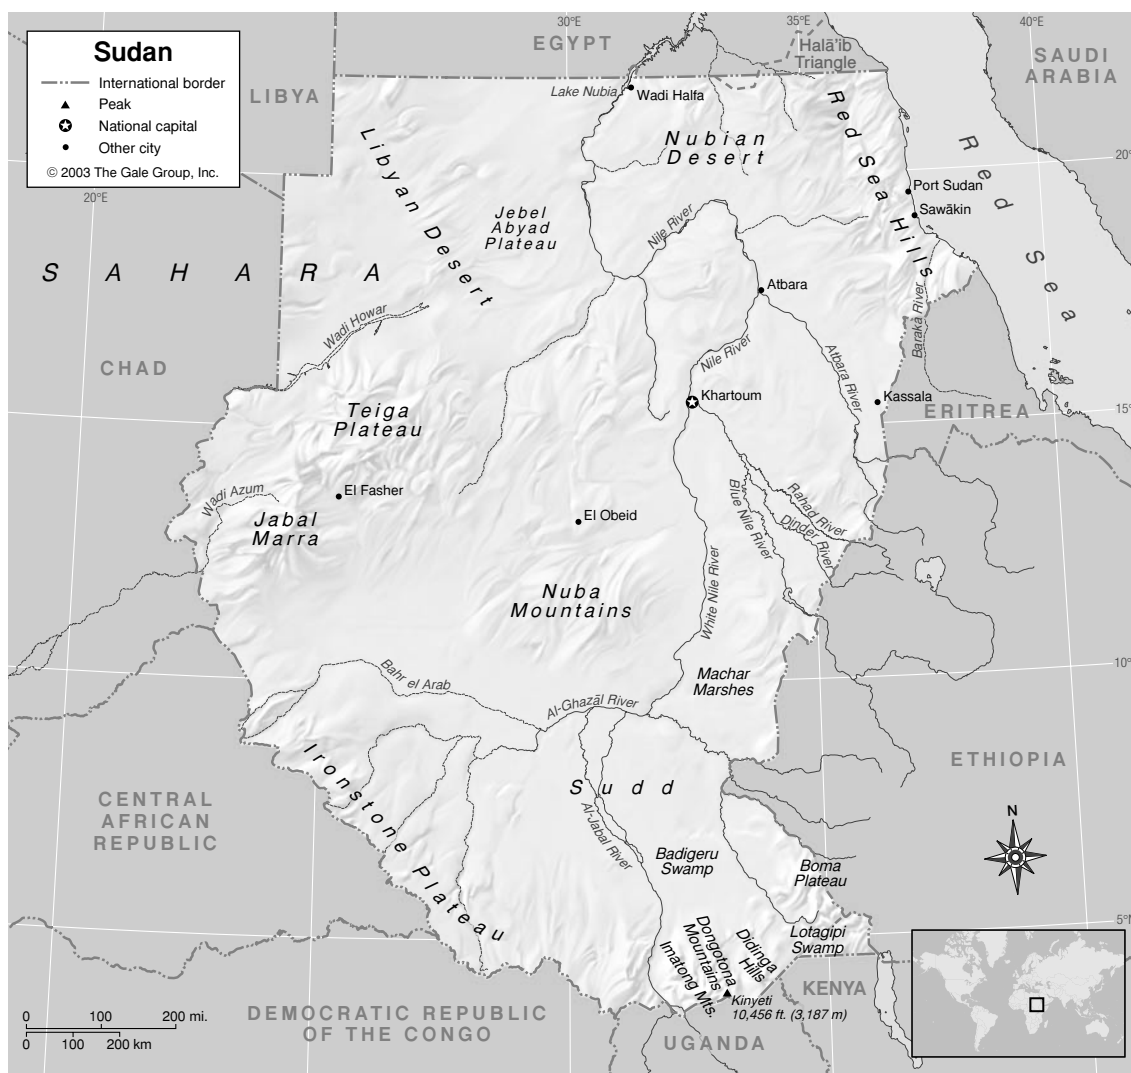 Sudan
International border
Peak
National capital
Other city
© 2003 The Gale Group, Inc.
30°E
35°E
40°E
EGYPT
Halā'ib
Triangle
SAUDI
ARABIA
LIBYA
Lake Nubia
Wadi Halfa
Nubian
Desert
Red Sea Hills
Red Sea
20°
20°E
Libyan Desert
Port Sudan
Sawākin
Jebel
Abyad
Plateau
Nile River
SAHARA
Atbara
Baraka River
Wadi Howar
CHAD
Nile River
Atbara River
Khartoum
Kassala
ERITREA
15°
Teiga
Plateau
El Fasher
Wadi Azum
Jabal
Marra
El Obeid
Blue Nile River
Rahad River
Dinder River
White Nile River
Nuba
Mountains
Machar
Marshes
10°
Bahr el Arab
Al-Ghazāl River
Ironstone Plateau
Sudd
ETHIOPIA
CENTRAL
AFRICAN
REPUBLIC
N
Al-Jabal River
Badigeru
Swamp
Boma
Plateau
5°N
Lotagipi
Swamp
Didinga
Hills
Dongotona
Mountains
Imatong Mts.
Kinyeti
10,456 ft. (3,187 m)
KENYA
DEMOCRATIC REPUBLIC
OF THE CONGO
UGANDA
0 100 200 mi.
0 100 200 km